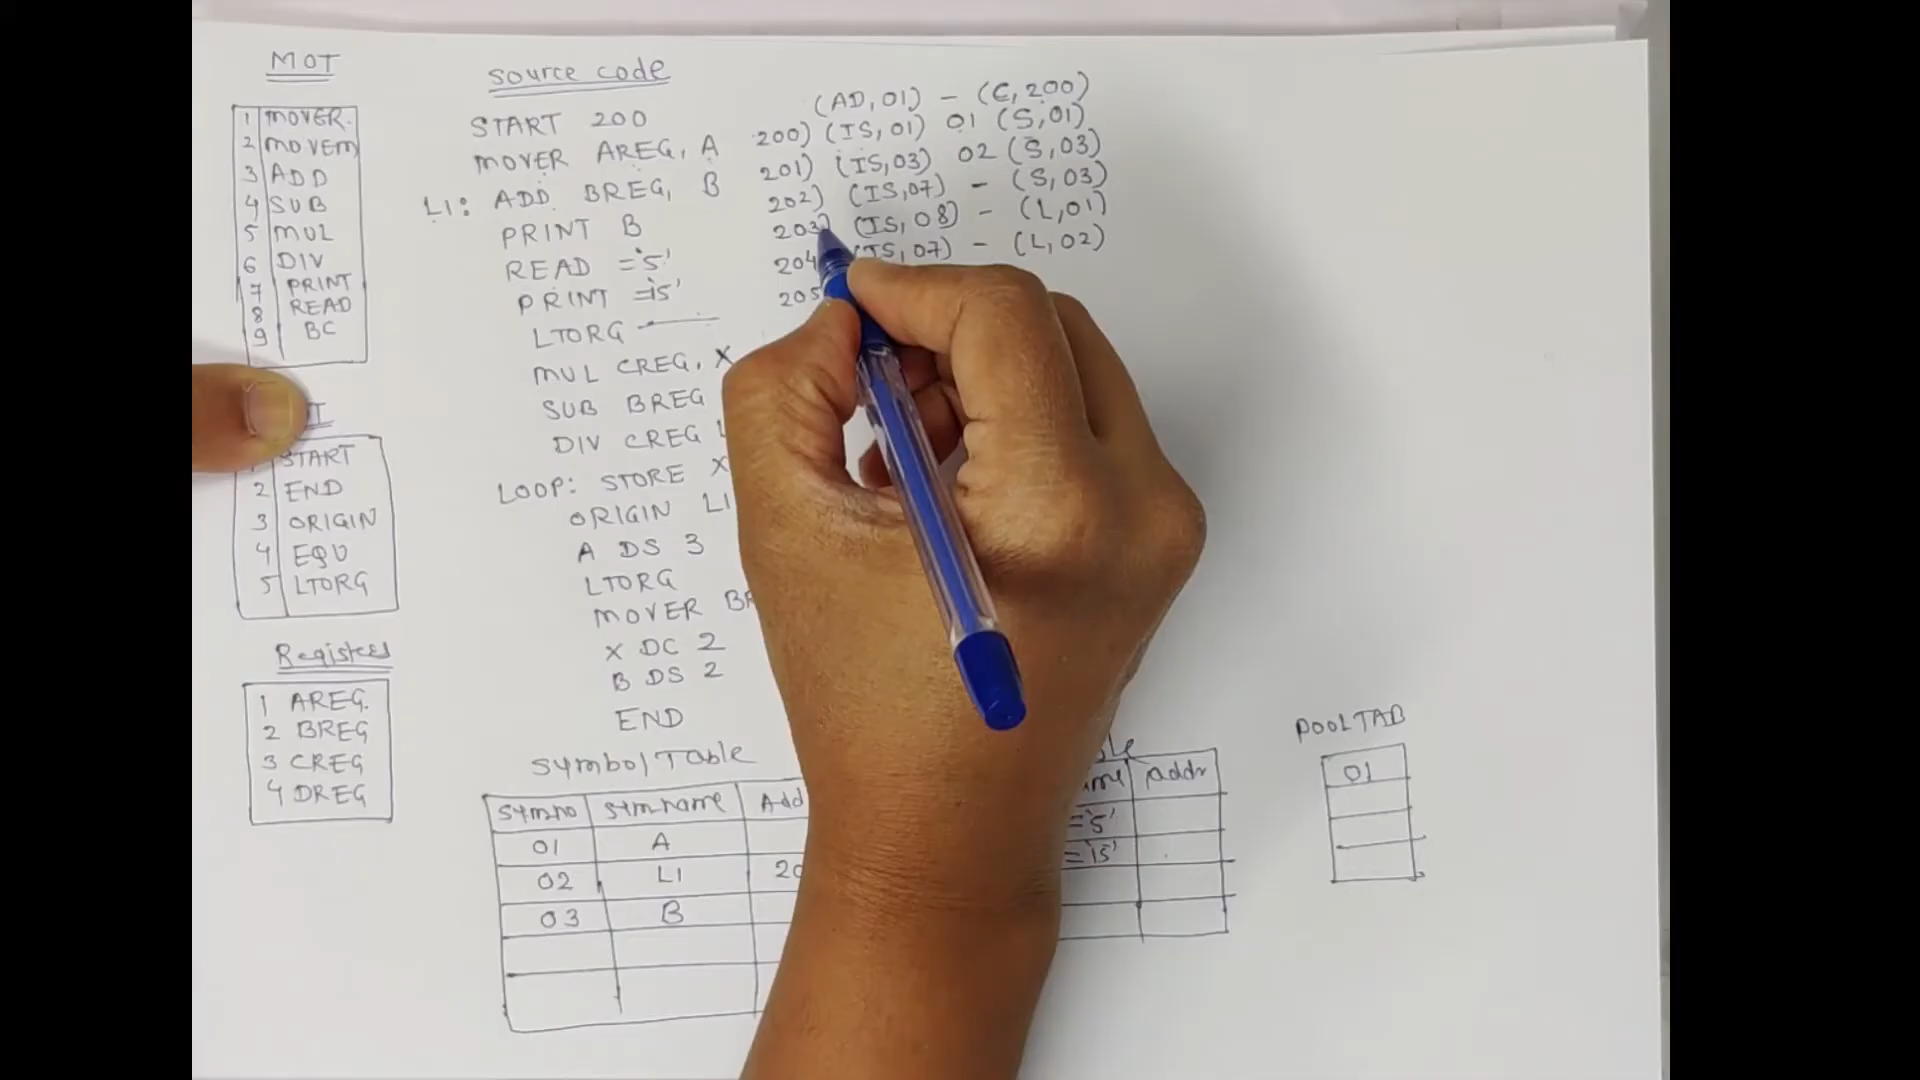 MOT
1 MOVER.
2 MOVEM
3 ADD
4 SUB
5 MUL
6 DIV
7 PRINT
8 READ
9 BC
START
2 END
3 ORIGIN
4 EQU
5 LTORG
Registers
1 AREG.
2 BREG
3 CREG
4 DREG
Source code
START 200
MOVER AREG, A
L1: ADD BREG, B
PRINT B
READ ='5'
PRINT ='15'
LTORG
MUL CREG, X
SUB BREG
DIV CREG
LOOP: STORE X
ORIGIN L1
A DS 3
LTORG
MOVER
X DC 2
B DS 2
END
(AD,01) - (C,200)
200) (IS,01) 01 (S,01)
201) (IS,03) 02 (S,03)
202) (IS,07) - (S,03)
203) (IS,08) - (L,01)
204 (IS,07) - (L,02)
205
Symbol Table
Symno Symname Add
01 A
02 L1
03 B
Addr
='5'
='15'
POOLTAB
01